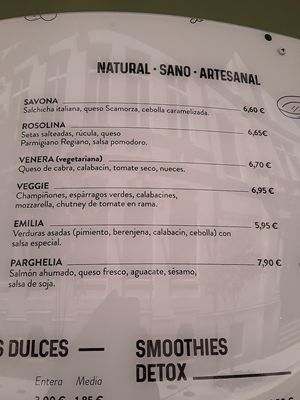 NATURAL · SANO · ARTESANAL
SAVONA 6,60 €
Salchicha italiana, queso Scamorza, cebolla caramelizada.
ROSOLINA 6,65€
Setas salteadas, rúcula, queso
Parmigiano Regiano, salsa pomodoro.
VENERA (vegetariana) 6,70 €
Queso de cabra, calabacín, tomate seco, nueces.
VEGGIE 6,95 €
Champiñones, espárragos verdes, calabacines,
mozzarella, chutney de tomate en rama.
EMILIA 5,95 €
Verduras asadas (pimiento, berenjena, calabacín, cebolla) con
salsa especial.
PARGHELIA 7,90 €
Salmón ahumado, queso fresco, aguacate, sésamo,
salsa de soja.
DULCES
Entera Media
SMOOTHIES
DETOX